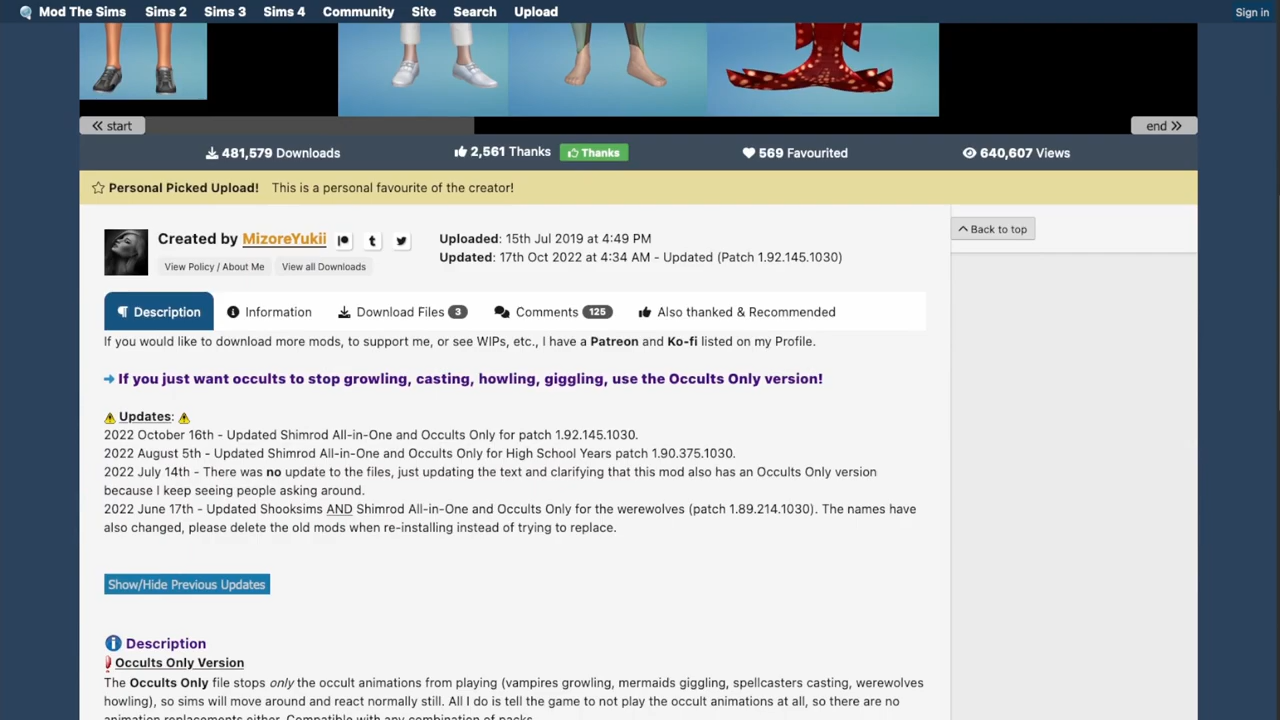 Mod The Sims Sims 2 Sims 3 Sims 4 Community Site Search Upload Sign in
« start end »
481,579 Downloads 2,561 Thanks Thanks 569 Favourited 640,607 Views
Personal Picked Upload! This is a personal favourite of the creator!
Created by MizoreYukii
View Policy / About Me View all Downloads
Uploaded: 15th Jul 2019 at 4:49 PM
Updated: 17th Oct 2022 at 4:34 AM - Updated (Patch 1.92.145.1030)
Back to top
Description Information Download Files 3 Comments 125 Also thanked & Recommended
If you would like to download more mods, to support me, or see WIPs, etc., I have a Patreon and Ko-fi listed on my Profile.
If you just want occults to stop growling, casting, howling, giggling, use the Occults Only version!
Updates:
2022 October 16th - Updated Shimrod All-in-One and Occults Only for patch 1.92.145.1030.
2022 August 5th - Updated Shimrod All-in-One and Occults Only for High School Years patch 1.90.375.1030.
2022 July 14th - There was no update to the files, just updating the text and clarifying that this mod also has an Occults Only version
because I keep seeing people asking around.
2022 June 17th - Updated Shooksims AND Shimrod All-in-One and Occults Only for the werewolves (patch 1.89.214.1030). The names have
also changed, please delete the old mods when re-installing instead of trying to replace.
Show/Hide Previous Updates
Description
Occults Only Version
The Occults Only file stops only the occult animations from playing (vampires growling, mermaids giggling, spellcasters casting, werewolves
howling), so sims will move around and react normally still. All I do is tell the game to not play the occult animations at all, so there are no
animation replacements either. Compatible with any combination of packs.